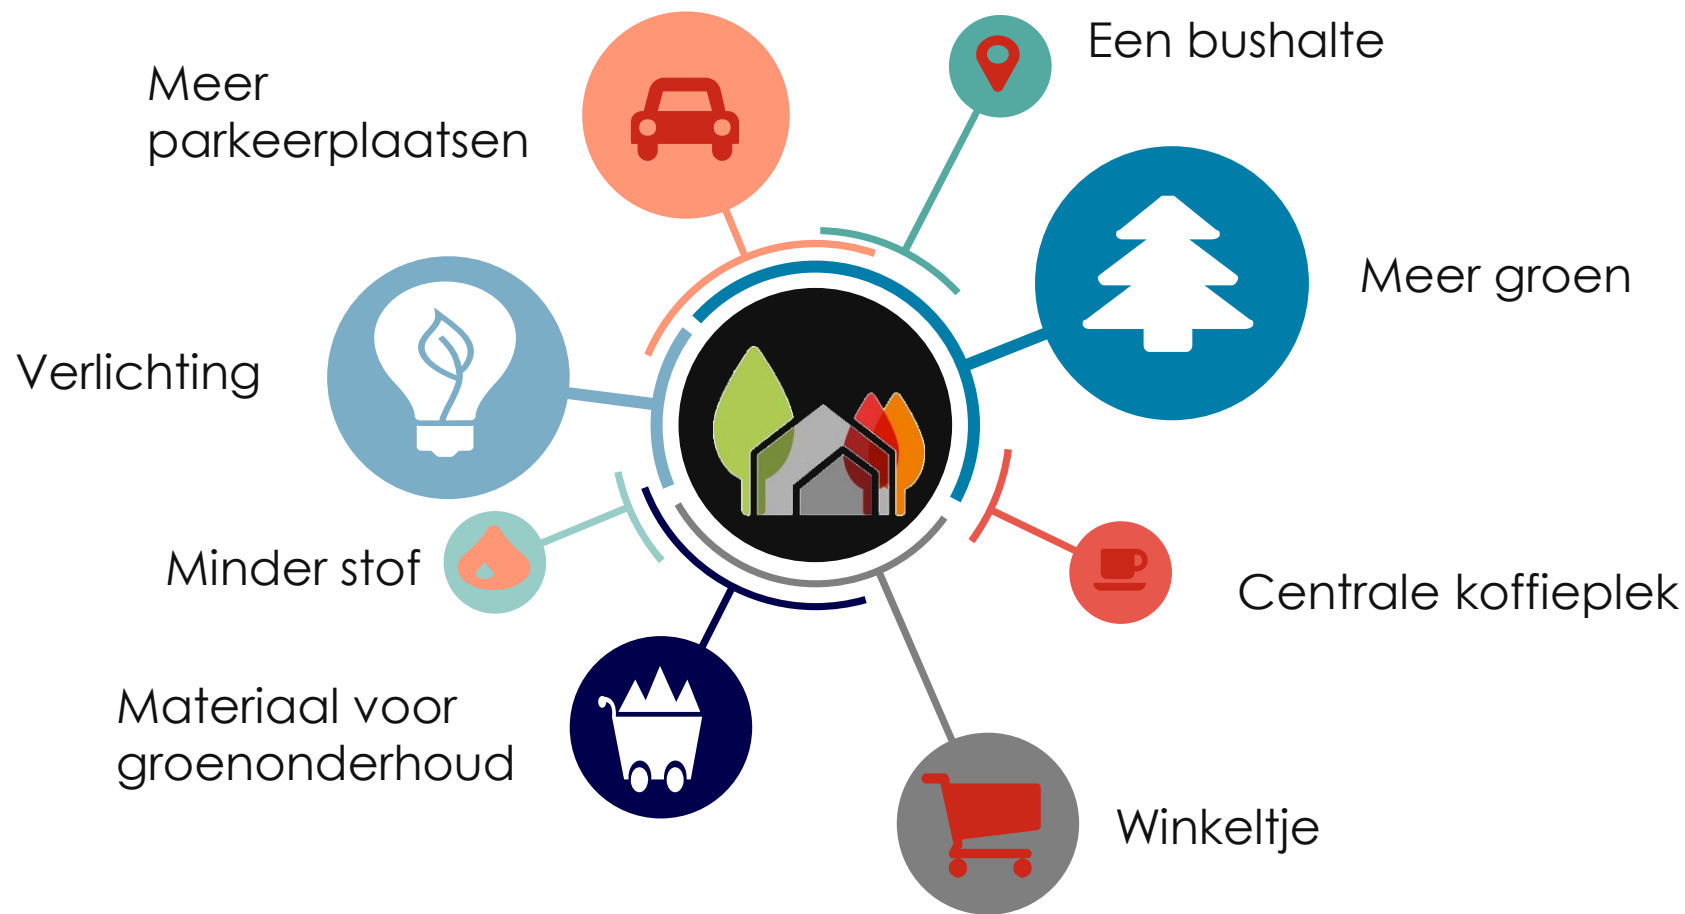 Een bushalte
Meer
parkeerplaatsen
Meer groen
Verlichting
Minder stof
Centrale koffieplek
Materiaal voor
groenonderhoud
Winkeltje